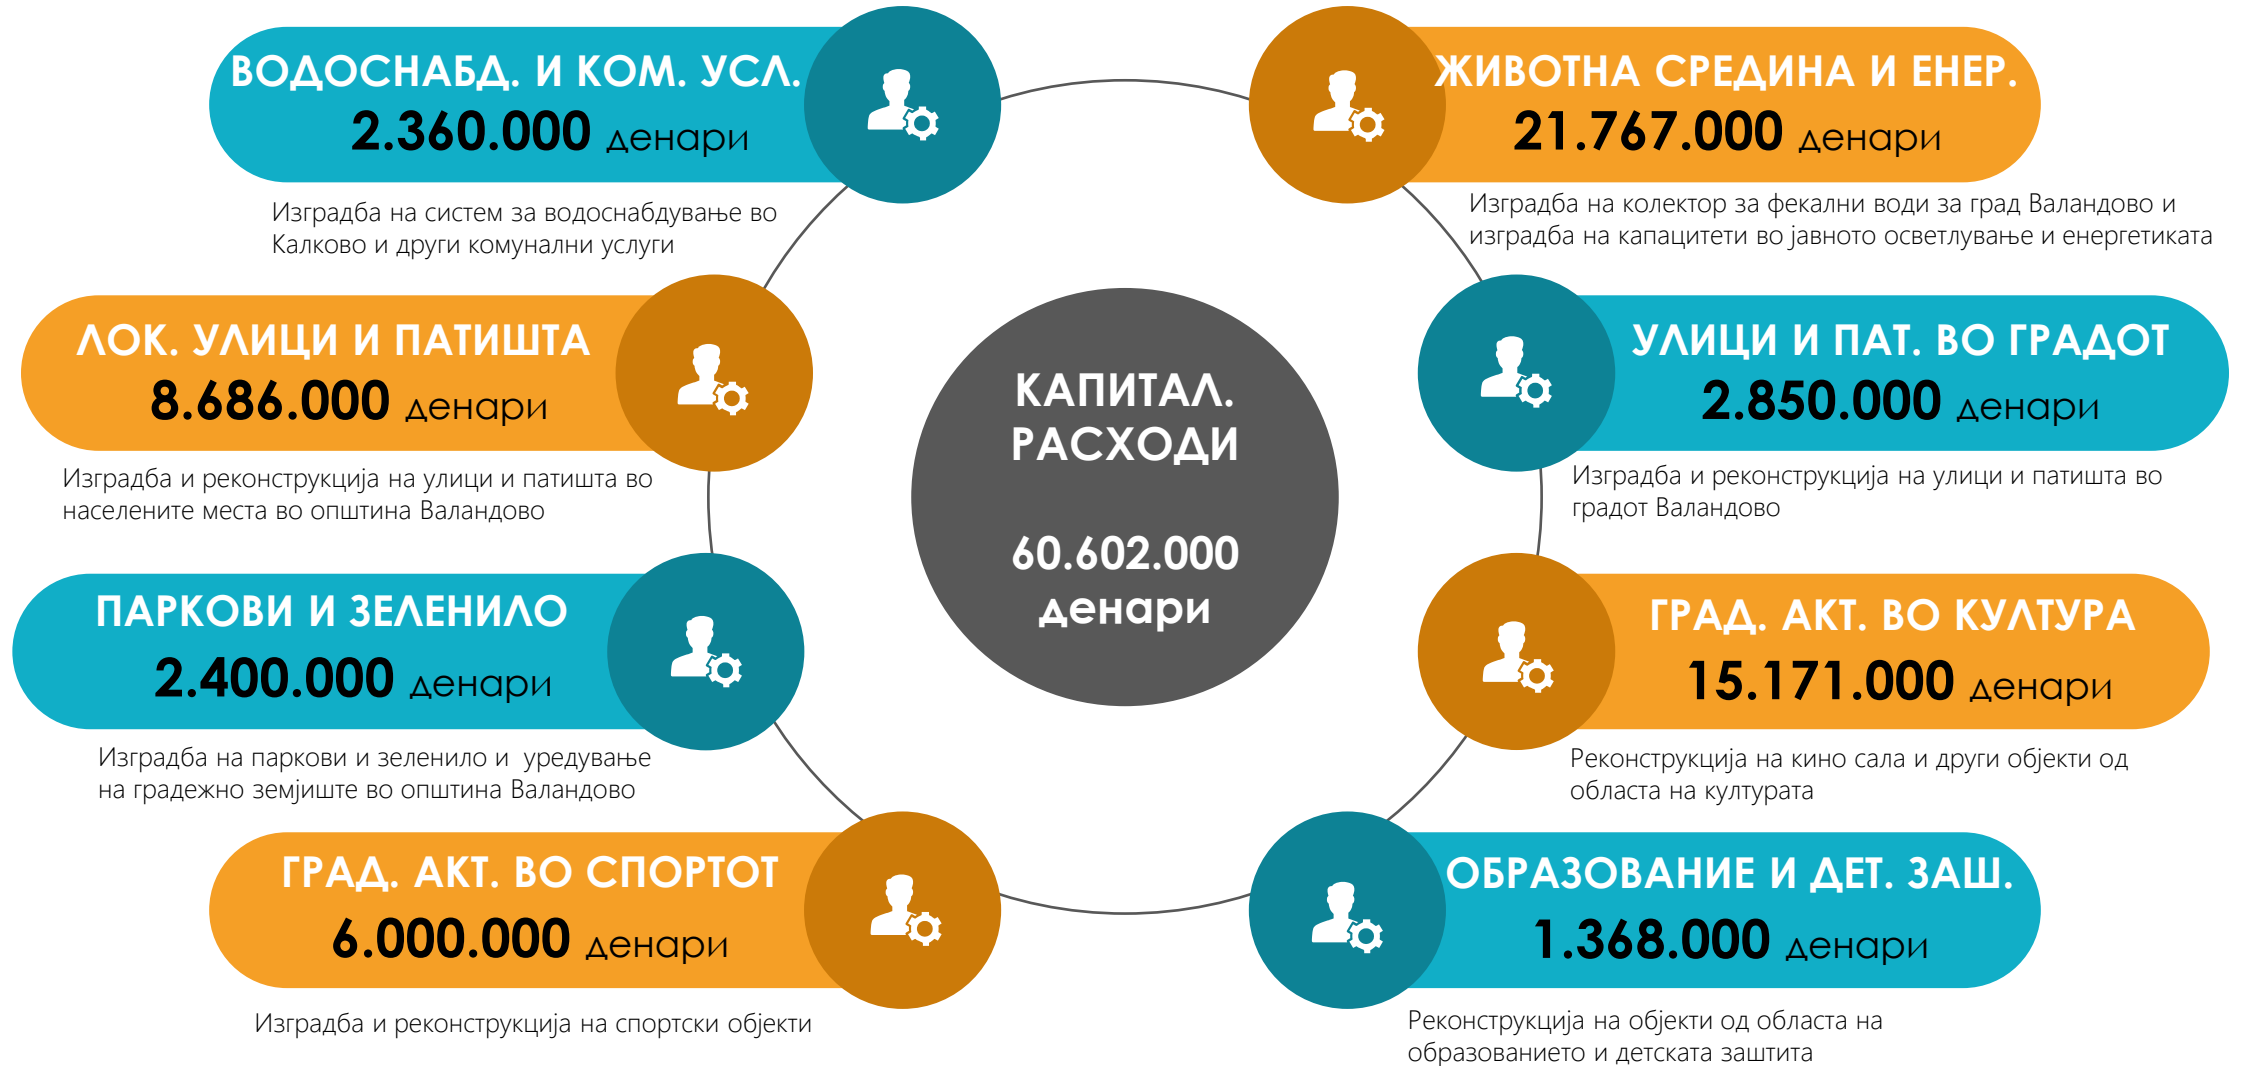 ВОДОСНАБД. И КОМ. УСЛ.
2.360.000 денари
Изградба на систем за водоснабдување во
Калково и други комунални услуги
ЖИВОТНА СРЕДИНА И ЕНЕР.
21.767.000 денари
Изградба на колектор за фекални води за град Валандово и
изградба на капацитети во јавното осветлување и енергетиката
ЛОК. УЛИЦИ И ПАТИШТА
8.686.000 денари
Изградба и реконструкција на улици и патишта во
населените места во општина Валандово
КАПИТАЛ.
РАСХОДИ
60.602.000
денари
УЛИЦИ И ПАТ. ВО ГРАДОТ
2.850.000 денари
Изградба и реконструкција на улици и патишта во
градот Валандово
ПАРКОВИ И ЗЕЛЕНИЛО
2.400.000 денари
Изградба на паркови и зеленило и  уредување
на градежно земјиште во општина Валандово
ГРАД. АКТ. ВО КУЛТУРА
15.171.000 денари
Реконструкција на кино сала и други објекти од
областа на културата
ГРАД. АКТ. ВО СПОРТОТ
6.000.000 денари
Изградба и реконструкција на спортски објекти
ОБРАЗОВАНИЕ И ДЕТ. ЗАШ.
1.368.000 денари
Реконструкција на објекти од областа на
образованието и детската заштита